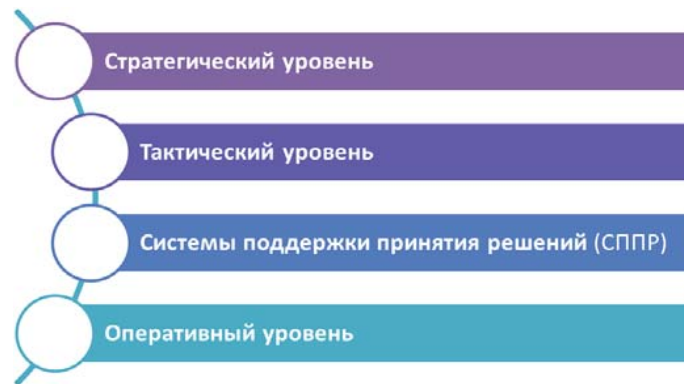 Стратегический уровень
Тактический уровень
Системы поддержки принятия решений (СППР)
Оперативный уровень